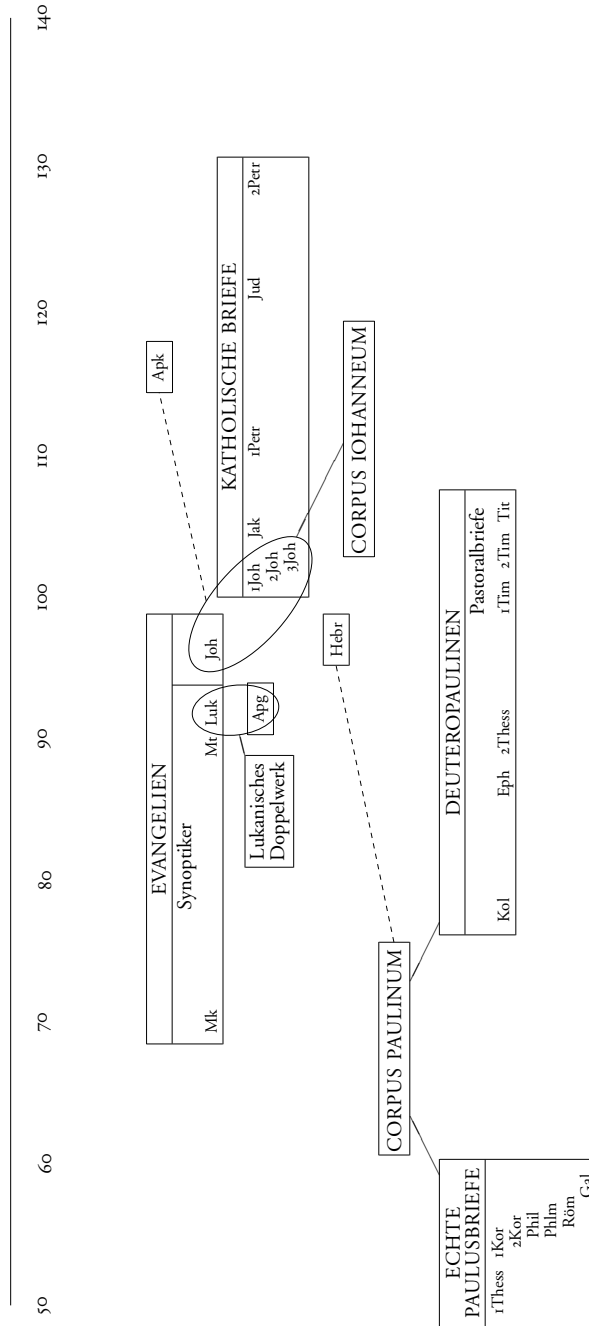 50 60 70 80 90 100 110 120 130 140
Apk
EVANGELIEN
Synoptiker
Mk Mt Luk Joh
KATHOLISCHE BRIEFE
1Joh Jak 1Petr Jud 2Petr
2Joh
3Joh
Apg
Lukanisches
Doppelwerk
Hebr
CORPUS IOHANNEUM
CORPUS PAULINUM
DEUTEROPAULINEN
Pastoralbriefe
Kol Eph 2Thess 1Tim 2Tim Tit
ECHTE
PAULUSBRIEFE
1Thess 1Kor
2Kor
Phil
Phlm
Röm
Gal